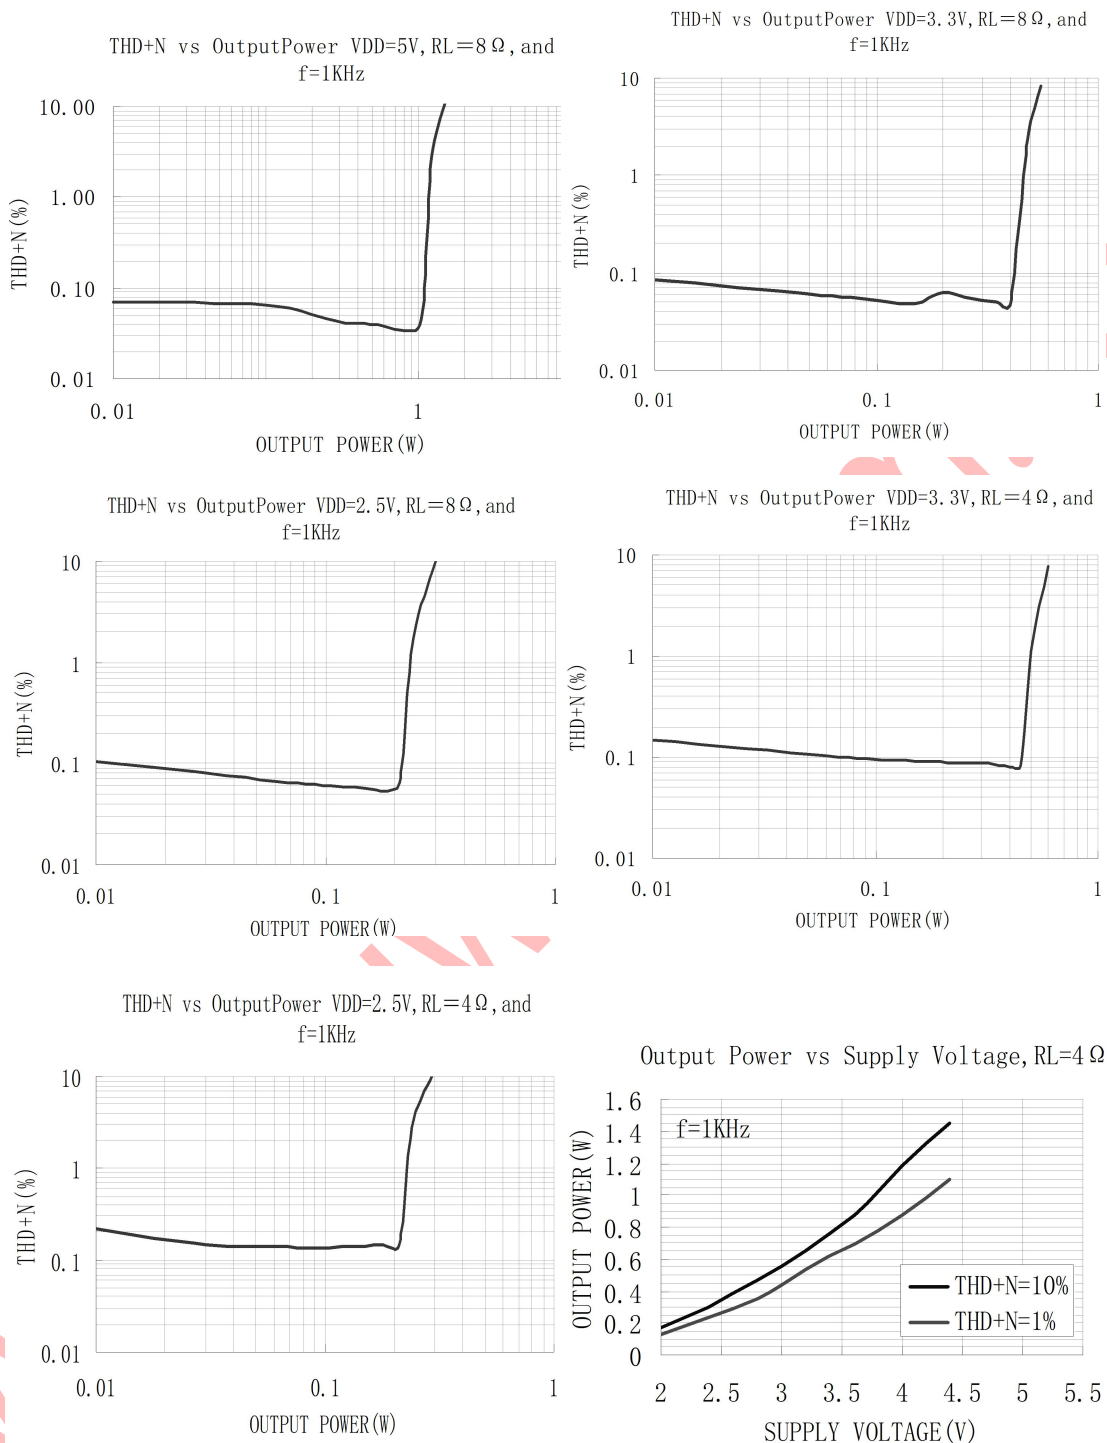 THD+N vs OutputPower VDD=5V,RL=8Ω,and
f=1KHz
10.00
1.00
0.10
0.01
THD+N(%)
0.01 1
OUTPUT POWER(W)
THD+N vs OutputPower VDD=3.3V,RL=8Ω,and
f=1KHz
10
1
0.1
0.01
THD+N(%)
0.01 0.1 1
OUTPUT POWER(W)
THD+N vs OutputPower VDD=2.5V,RL=8Ω,and
f=1KHz
10
1
0.1
0.01
THD+N(%)
0.01 0.1 1
OUTPUT POWER(W)
THD+N vs OutputPower VDD=3.3V,RL=4Ω,and
f=1KHz
10
1
0.1
0.01
THD+N(%)
0.01 0.1 1
OUTPUT POWER(W)
THD+N vs OutputPower VDD=2.5V,RL=4Ω,and
f=1KHz
10
1
0.1
0.01
THD+N(%)
0.01 0.1 1
OUTPUT POWER(W)
Output Power vs Supply Voltage,RL=4Ω
f=1KHz
1.6
1.4
1.2
1
0.8
0.6
0.4
0.2
0
OUTPUT POWER(W)
THD+N=10%
THD+N=1%
2 2.5 3 3.5 4 4.5 5 5.5
SUPPLY VOLTAGE(V)